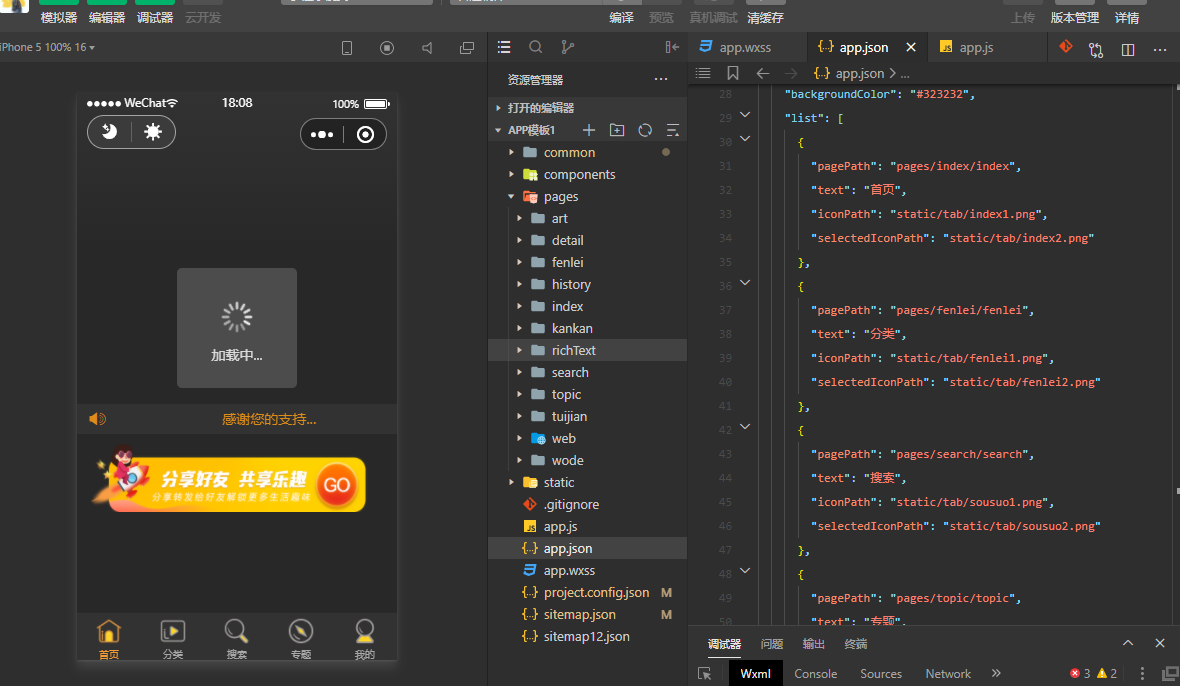 模拟器 编辑器 调试器 云开发 编译 预览 真机调试 清缓存 上传 版本管理 详情
iPhone 5 100% 16
WeChat 18:08 100%
加载中...
感谢您的支持...
分享好友 共享乐趣
分享转发给好友解锁更多生活趣味
GO
首页 分类 搜索 专题 我的
资源管理器
打开的编辑器
APP模板1
common
components
pages
art
detail
fenlei
history
index
kankan
richText
search
topic
tuijian
web
wode
static
.gitignore
app.js
app.json
app.wxss
project.config.json M
sitemap.json M
sitemap12.json
app.wxss {..} app.json JS app.js
{..} app.json > ...
28 "backgroundColor": "#323232",
29 "list": [
30 {
31 "pagePath": "pages/index/index",
32 "text": "首页",
33 "iconPath": "static/tab/index1.png",
34 "selectedIconPath": "static/tab/index2.png"
35 },
36 {
37 "pagePath": "pages/fenlei/fenlei",
38 "text": "分类",
39 "iconPath": "static/tab/fenlei1.png",
40 "selectedIconPath": "static/tab/fenlei2.png"
41 },
42 {
43 "pagePath": "pages/search/search",
44 "text": "搜索",
45 "iconPath": "static/tab/sousuo1.png",
46 "selectedIconPath": "static/tab/sousuo2.png"
47 },
48 {
49 "pagePath": "pages/topic/topic",
50 "text": "专题",
调试器 问题 输出 终端
Wxml Console Sources Network 3 2